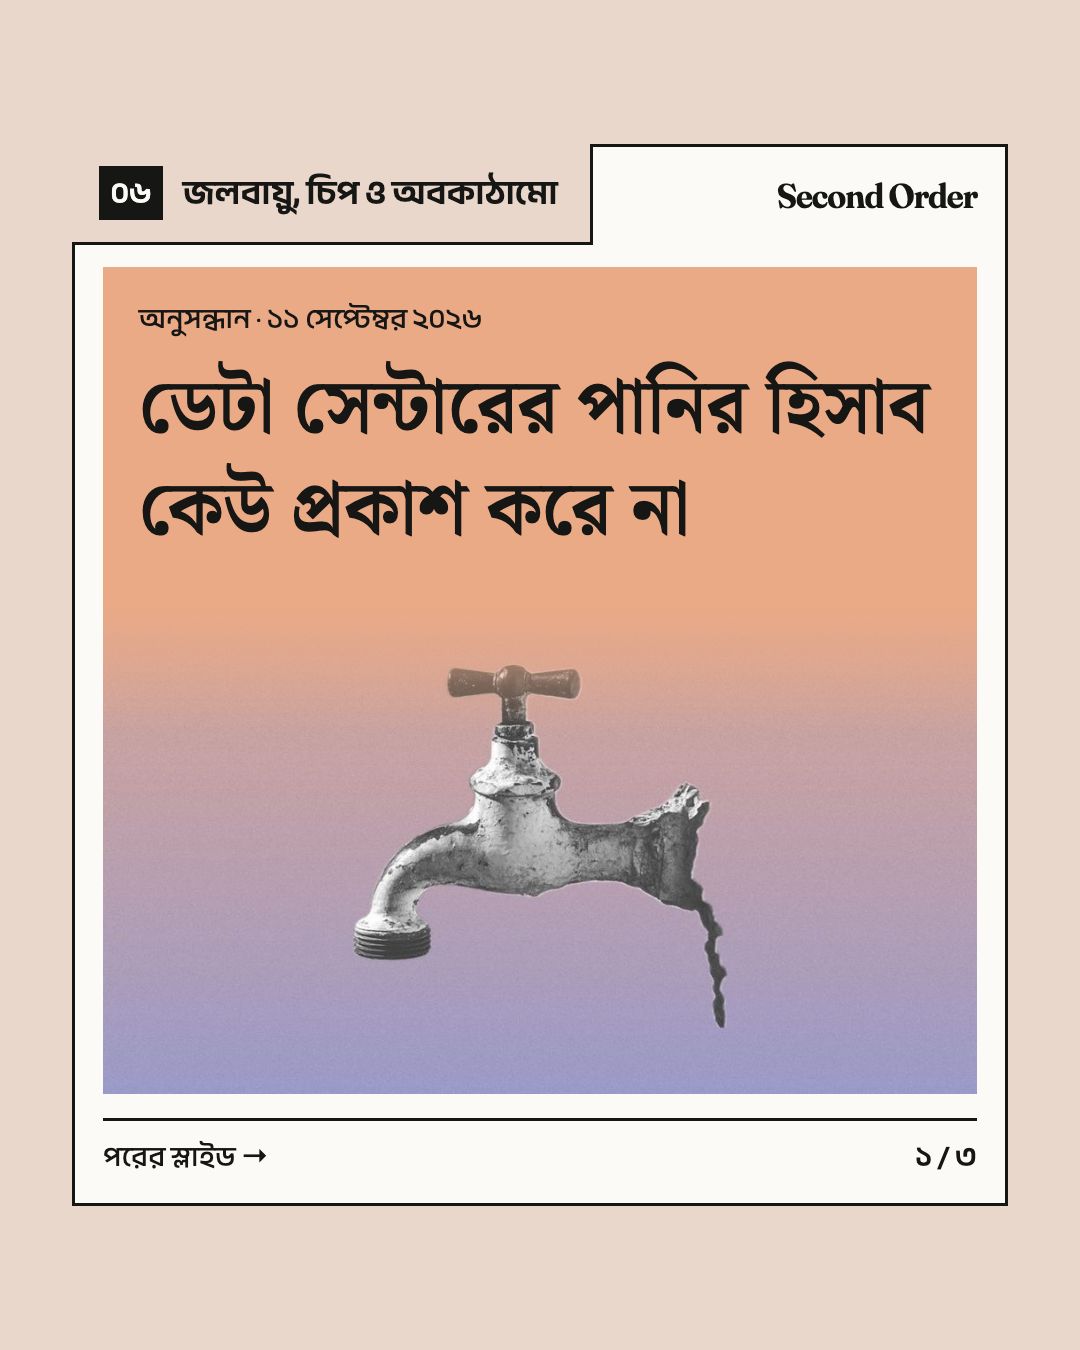 ০৬ জলবায়ু, চিপ ও অবকাঠামো
Second Order
অনুসন্ধান · ১১ সেপ্টেম্বর ২০২৬
ডেটা সেন্টারের পানির হিসাব
কেউ প্রকাশ করে না
পরের স্লাইড →
১ / ৩